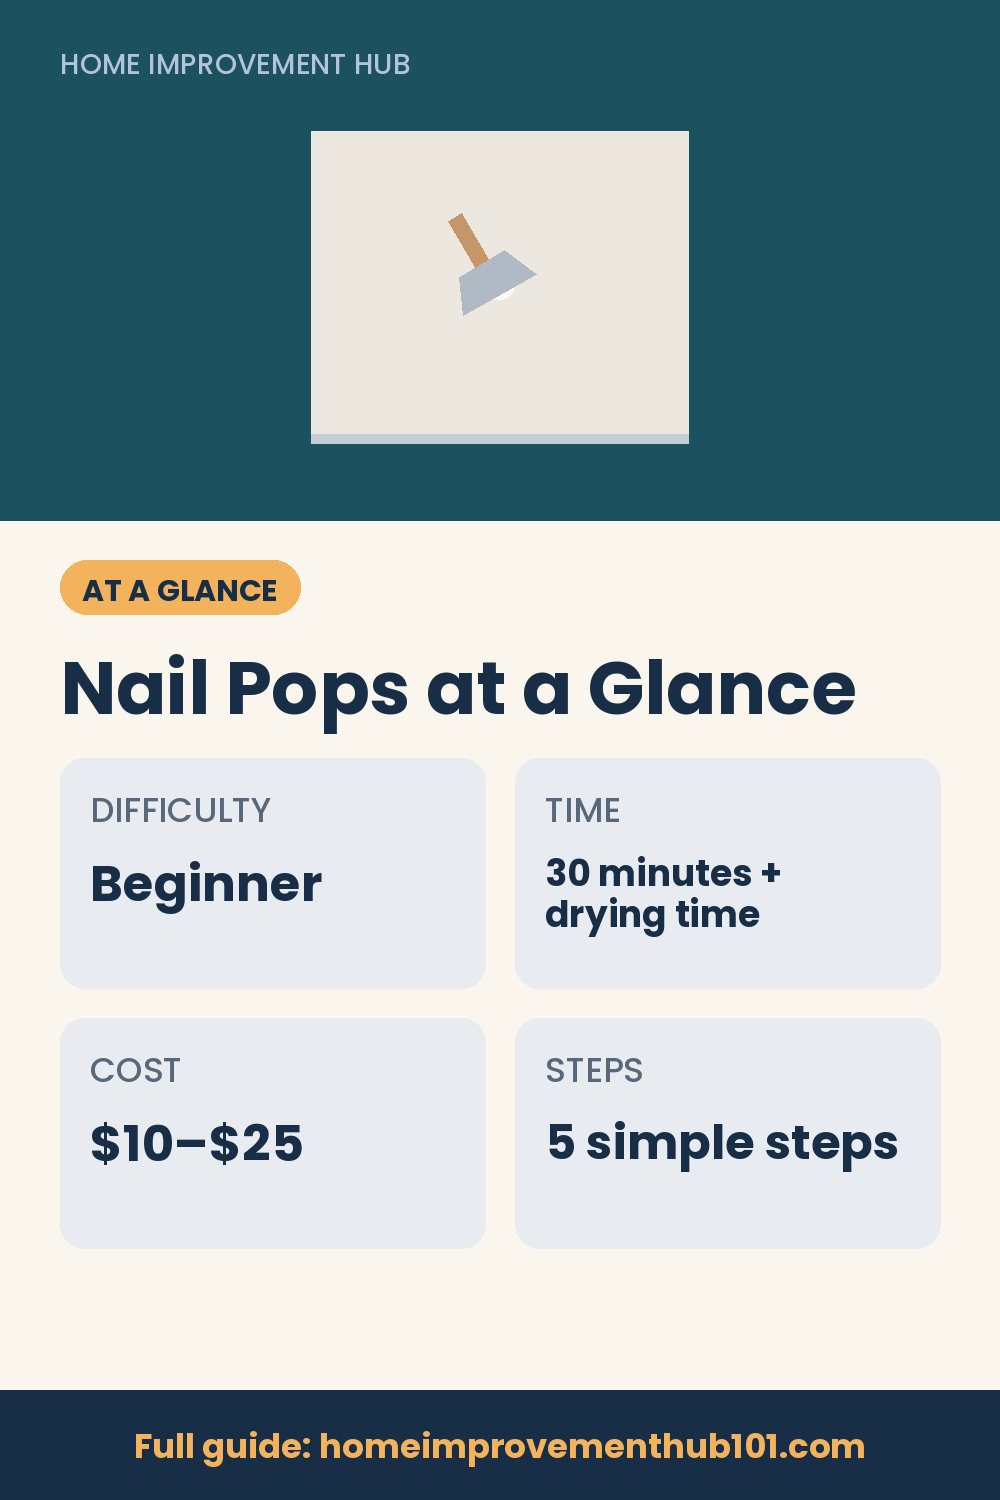 HOME IMPROVEMENT HUB
AT A GLANCE
Nail Pops at a Glance
DIFFICULTY
Beginner
TIME
30 minutes +
drying time
COST
$10–$25
STEPS
5 simple steps
Full guide: homeimprovementhub101.com